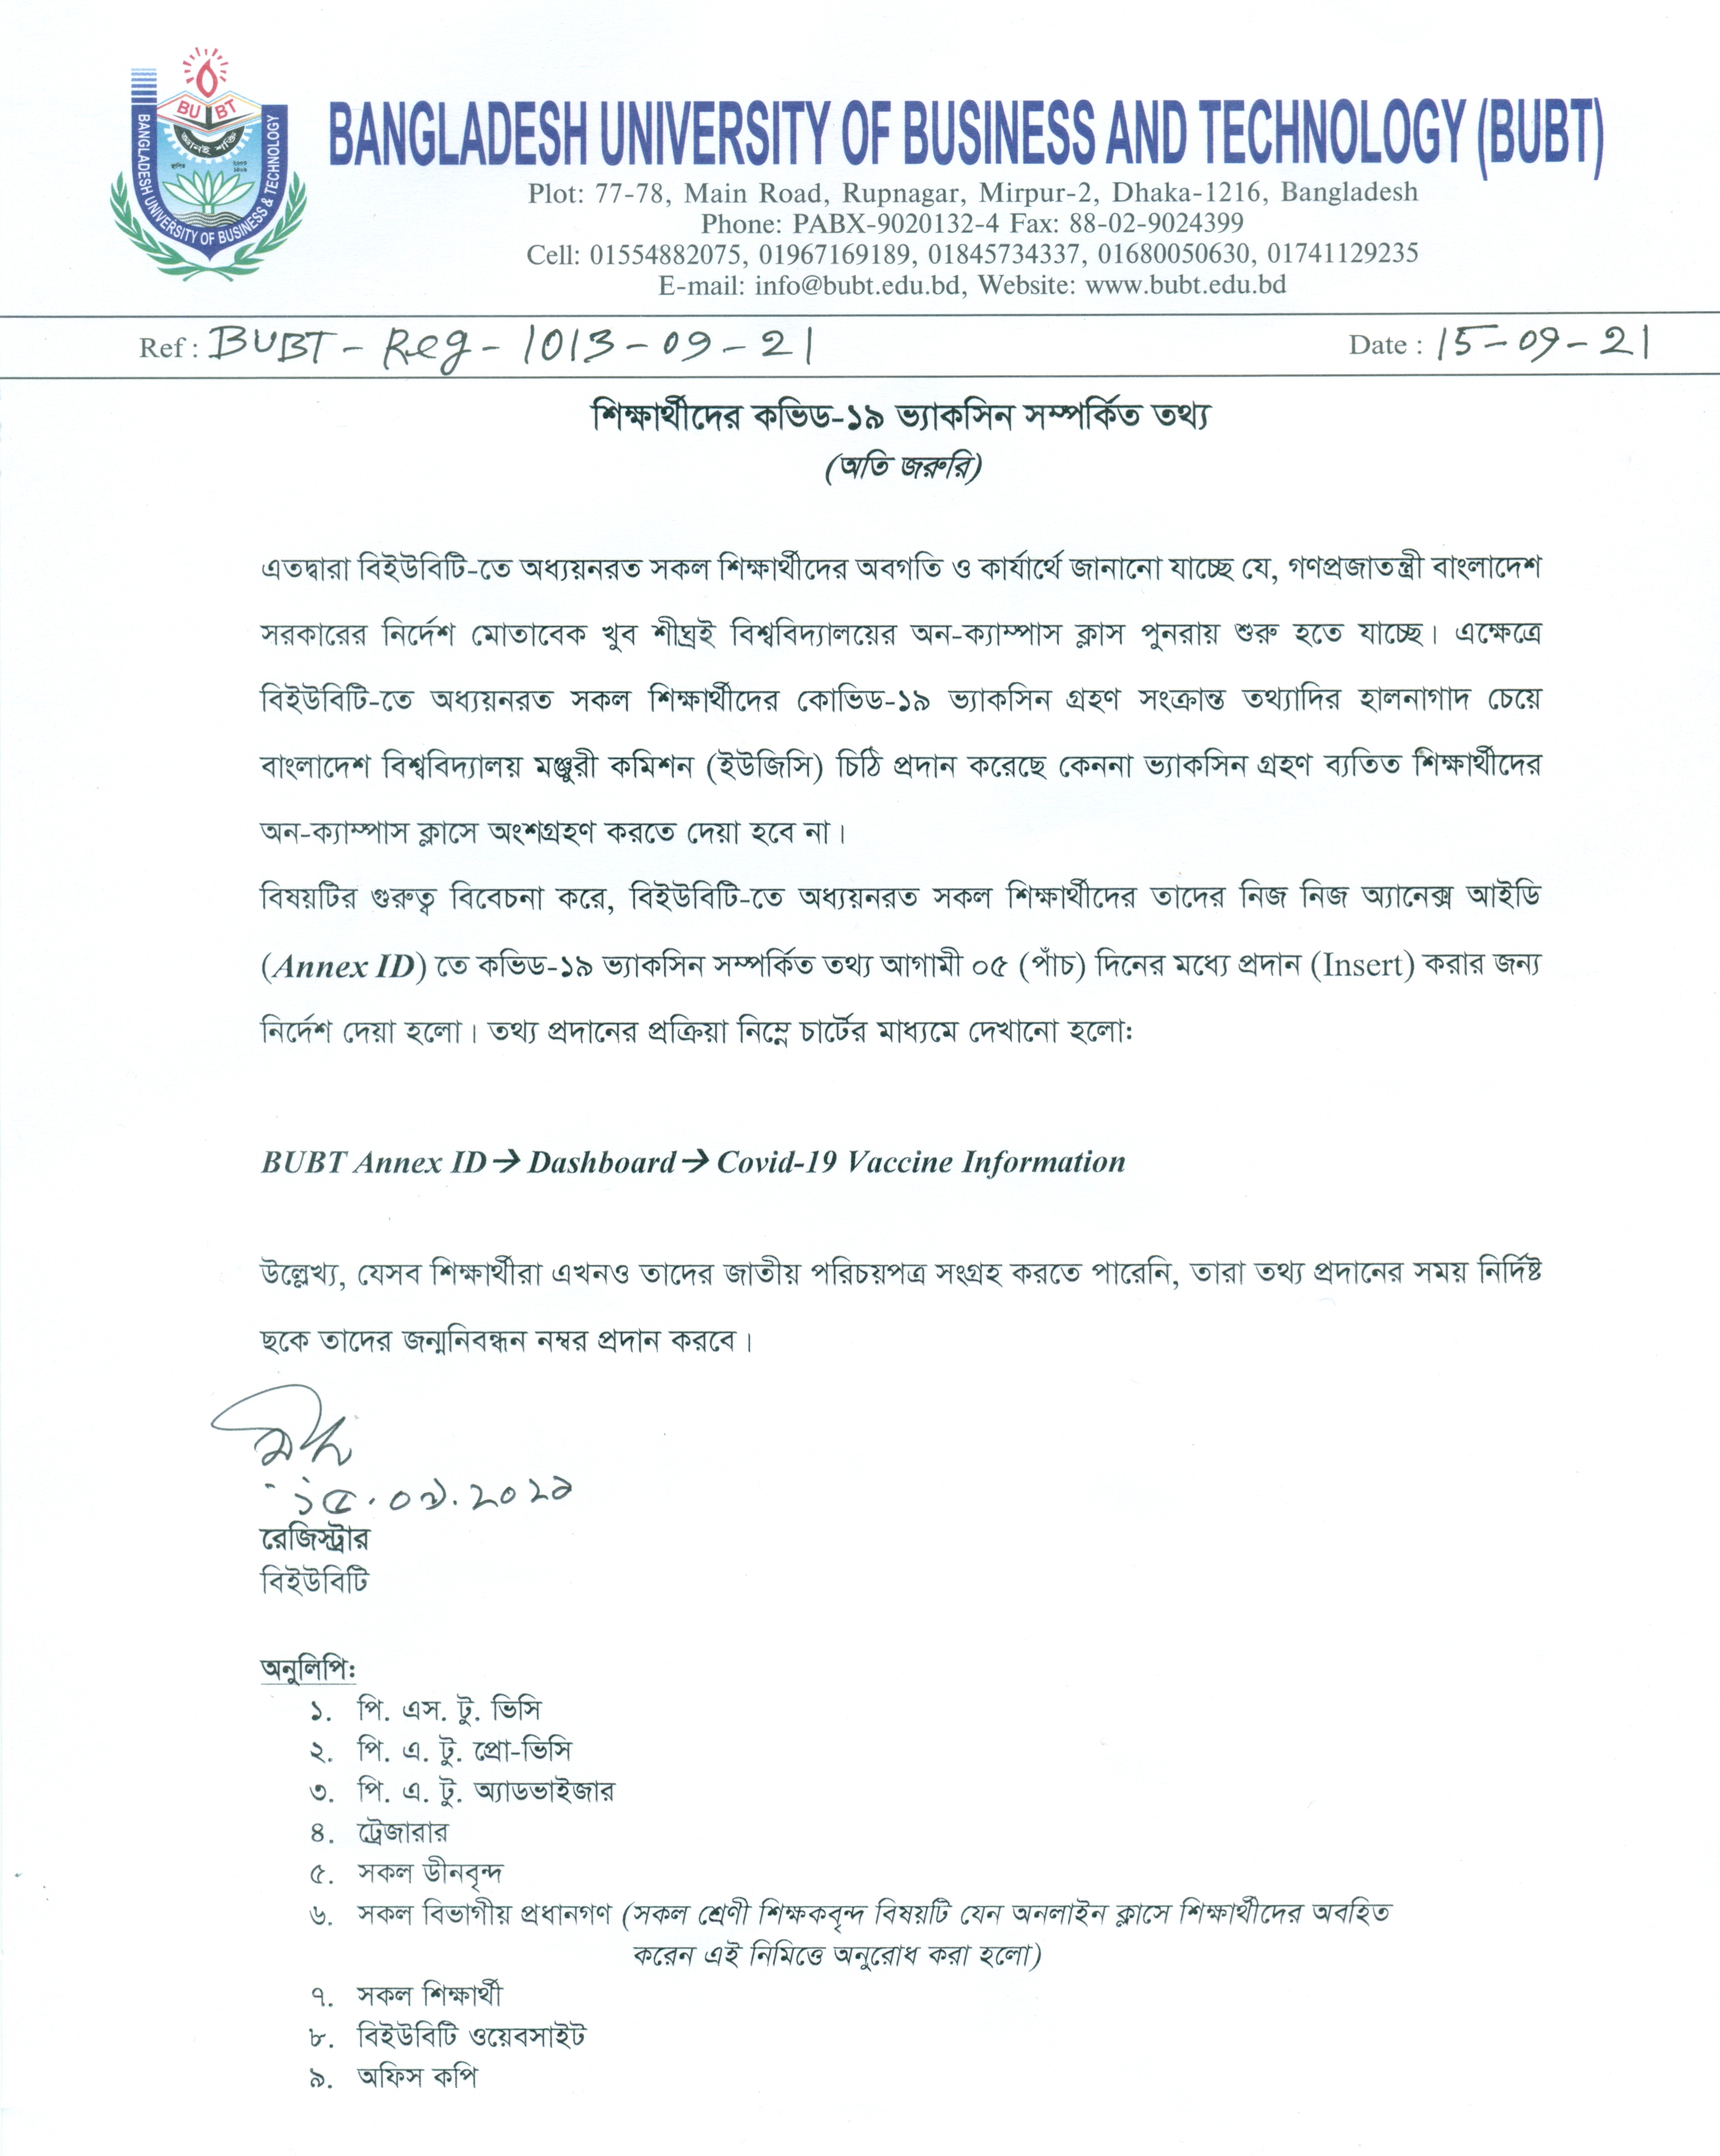 BU BT
জ্ঞানই শক্তি
BANGLADESH UNIVERSITY OF BUSINESS & TECHNOLOGY
BANGLADESH UNIVERSITY OF BUSINESS AND TECHNOLOGY (BUBT)
Plot: 77-78, Main Road, Rupnagar, Mirpur-2, Dhaka-1216, Bangladesh
Phone: PABX-9020132-4 Fax: 88-02-9024399
Cell: 01554882075, 01967169189, 01845734337, 01680050630, 01741129235
E-mail: info@bubt.edu.bd, Website: www.bubt.edu.bd
Ref : BUBT - Reg - 1013 - 09 - 21 Date : 15-09-21
শিক্ষার্থীদের কভিড-১৯ ভ্যাকসিন সম্পর্কিত তথ্য
(অতি জরুরি)
এতদ্বারা বিইউবিটি-তে অধ্যয়নরত সকল শিক্ষার্থীদের অবগতি ও কার্যার্থে জানানো যাচ্ছে যে, গণপ্রজাতন্ত্রী বাংলাদেশ
সরকারের নির্দেশ মোতাবেক খুব শীঘ্রই বিশ্ববিদ্যালয়ের অন-ক্যাম্পাস ক্লাস পুনরায় শুরু হতে যাচ্ছে। এক্ষেত্রে
বিইউবিটি-তে অধ্যয়নরত সকল শিক্ষার্থীদের কোভিড-১৯ ভ্যাকসিন গ্রহণ সংক্রান্ত তথ্যাদির হালনাগাদ চেয়ে
বাংলাদেশ বিশ্ববিদ্যালয় মঞ্জুরী কমিশন (ইউজিসি) চিঠি প্রদান করেছে কেননা ভ্যাকসিন গ্রহণ ব্যতিত শিক্ষার্থীদের
অন-ক্যাম্পাস ক্লাসে অংশগ্রহণ করতে দেয়া হবে না।
বিষয়টির গুরুত্ব বিবেচনা করে, বিইউবিটি-তে অধ্যয়নরত সকল শিক্ষার্থীদের তাদের নিজ নিজ অ্যানেক্স আইডি
(Annex ID) তে কভিড-১৯ ভ্যাকসিন সম্পর্কিত তথ্য আগামী ০৫ (পাঁচ) দিনের মধ্যে প্রদান (Insert) করার জন্য
নির্দেশ দেয়া হলো। তথ্য প্রদানের প্রক্রিয়া নিম্নে চার্টের মাধ্যমে দেখানো হলো:
BUBT Annex ID→Dashboard→Covid-19 Vaccine Information
উল্লেখ্য, যেসব শিক্ষার্থীরা এখনও তাদের জাতীয় পরিচয়পত্র সংগ্রহ করতে পারেনি, তারা তথ্য প্রদানের সময় নির্দিষ্ট
ছকে তাদের জন্মনিবন্ধন নম্বর প্রদান করবে।
১৫.০৯.২০২১
রেজিস্ট্রার
বিইউবিটি
অনুলিপি:
১. পি. এস. টু. ভিসি
২. পি. এ. টু. প্রো-ভিসি
৩. পি. এ. টু. অ্যাডভাইজার
৪. ট্রেজারার
৫. সকল ডীনবৃন্দ
৬. সকল বিভাগীয় প্রধানগণ (সকল শ্রেণী শিক্ষকবৃন্দ বিষয়টি যেন অনলাইন ক্লাসে শিক্ষার্থীদের অবহিত
করেন এই নিমিত্তে অনুরোধ করা হলো)
৭. সকল শিক্ষার্থী
৮. বিইউবিটি ওয়েবসাইট
৯. অফিস কপি